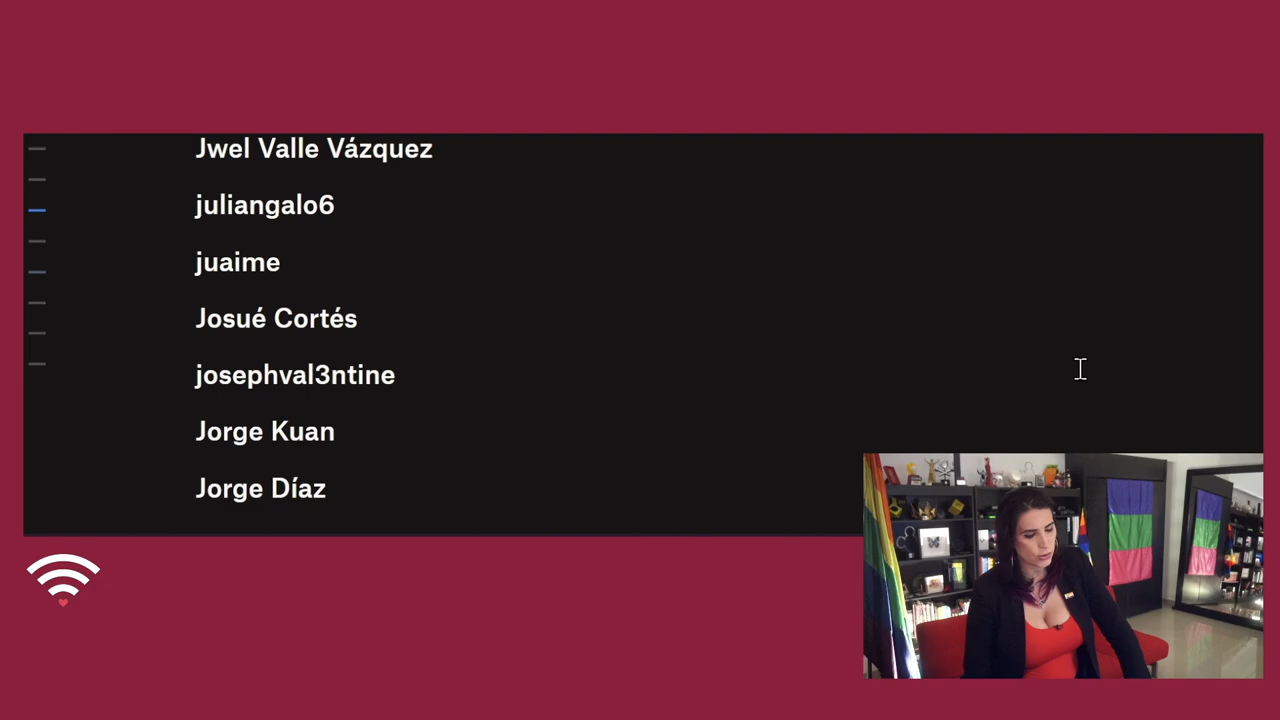 Jwel Valle Vázquez
juliangalo6
juaime
Josué Cortés
josephval3ntine
Jorge Kuan
Jorge Díaz